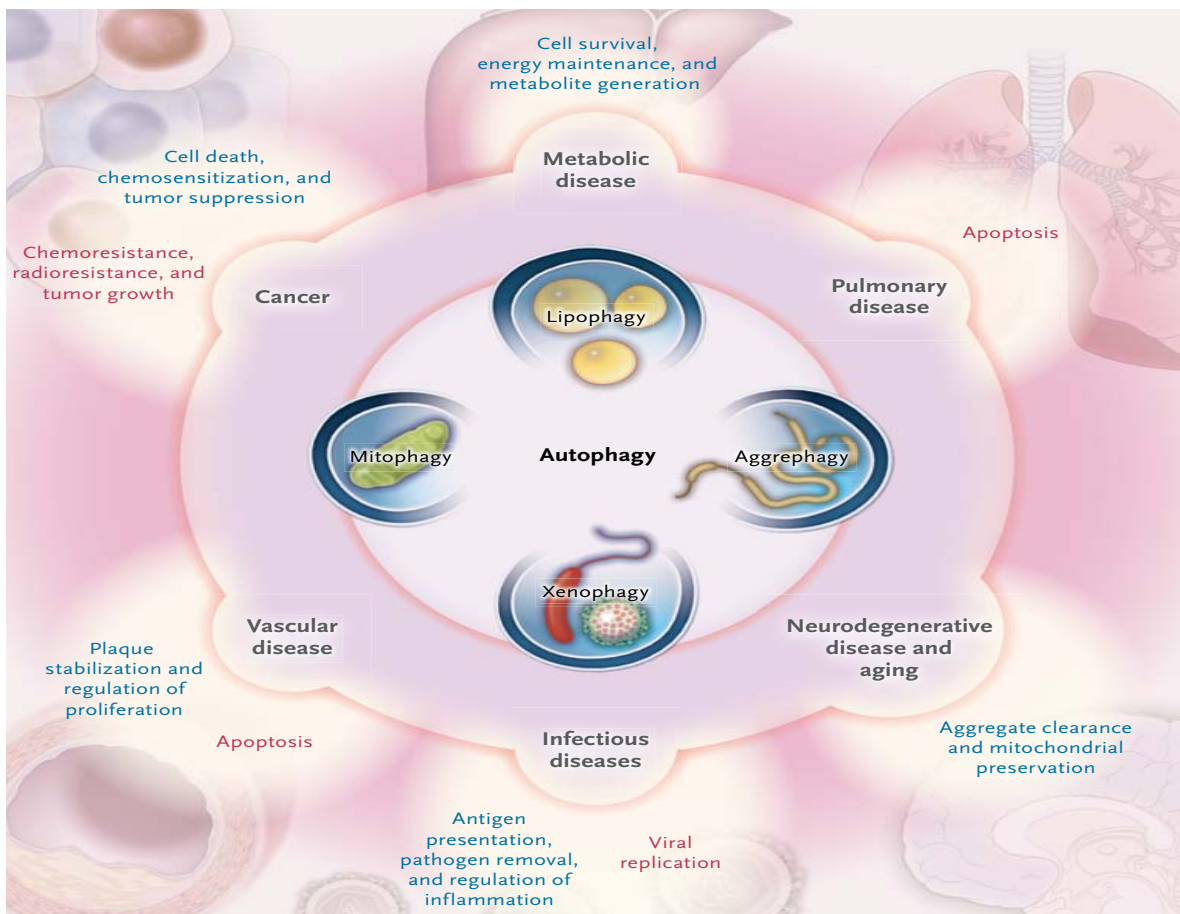 Cell survival,
energy maintenance, and
metabolite generation
Metabolic
disease
Cell death,
chemosensitization, and
tumor suppression
Chemoresistance,
radioresistance, and
tumor growth
Cancer
Apoptosis
Pulmonary
disease
Lipophagy
Mitophagy
Autophagy
Aggrephagy
Xenophagy
Vascular
disease
Plaque
stabilization and
regulation of
proliferation
Apoptosis
Neurodegenerative
disease and
aging
Aggregate clearance
and mitochondrial
preservation
Infectious
diseases
Antigen
presentation,
pathogen removal,
and regulation of
inflammation
Viral
replication